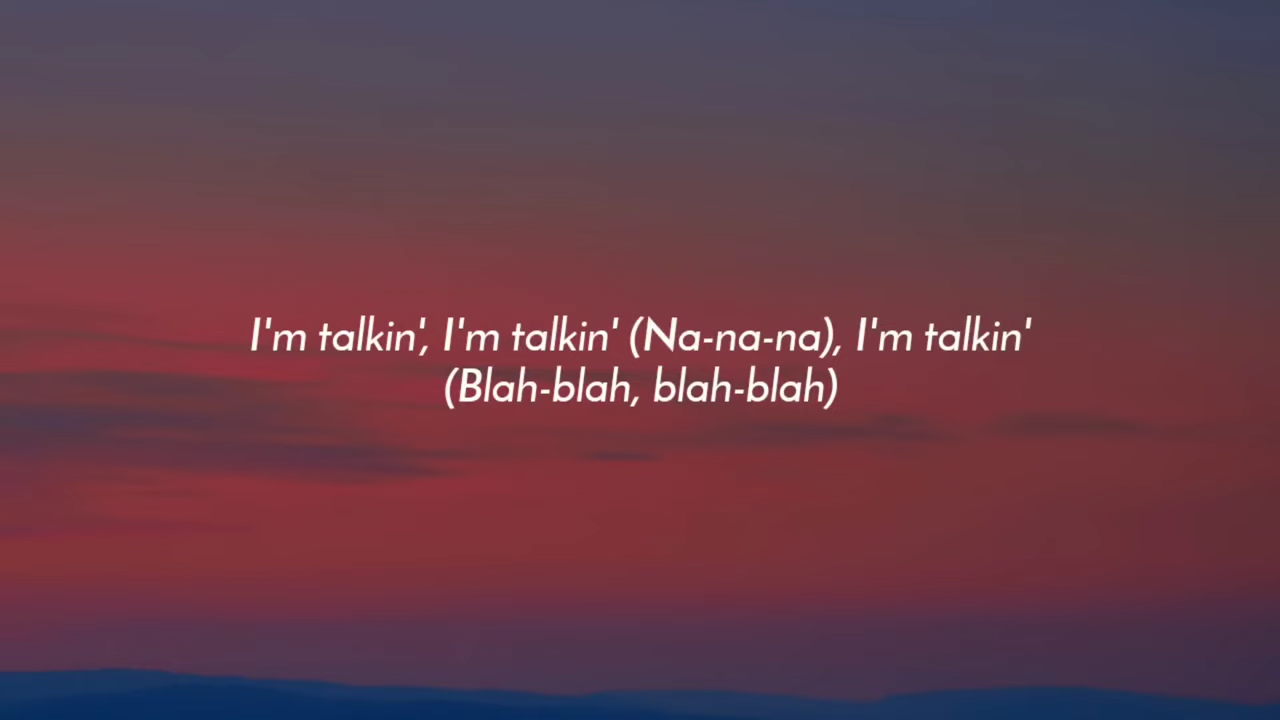 I'm talkin', I'm talkin' (Na-na-na), I'm talkin'
(Blah-blah, blah-blah)